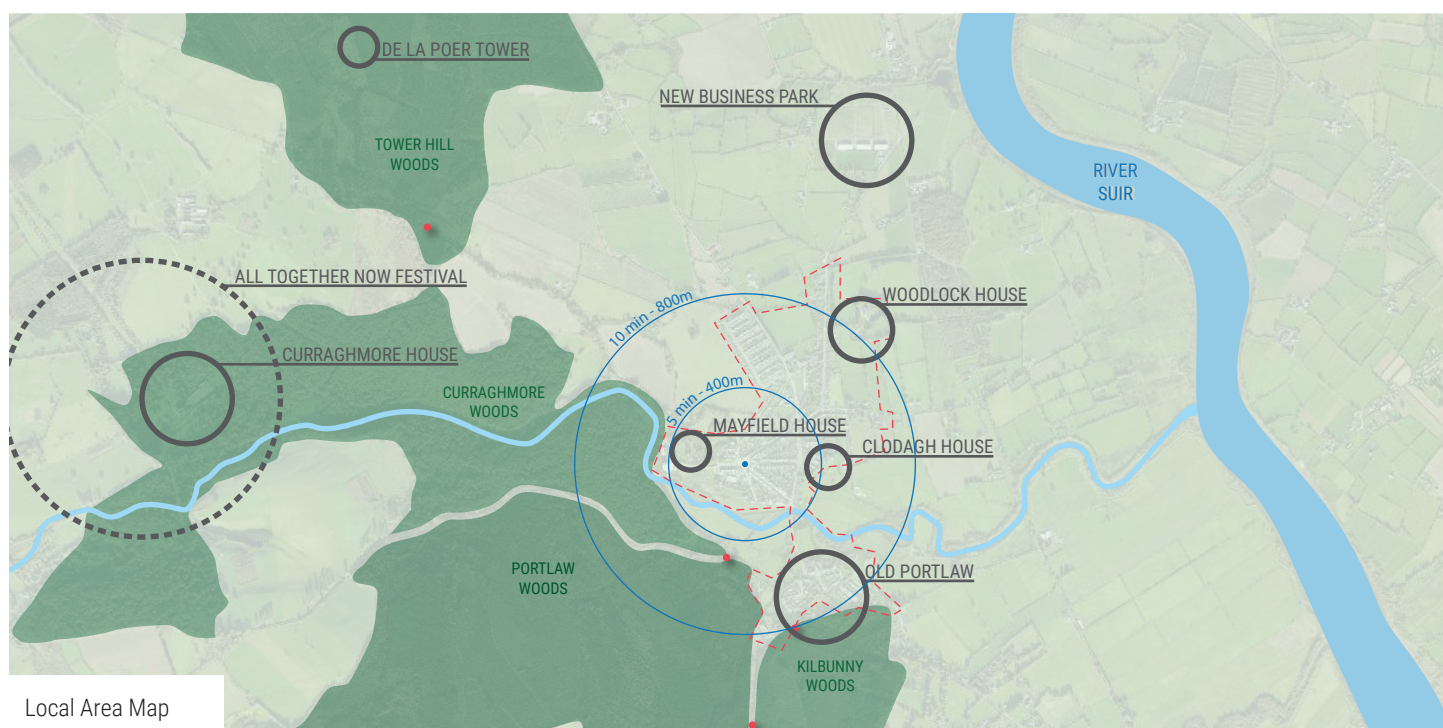 DE LA POER TOWER
NEW BUSINESS PARK
TOWER HILL
WOODS
RIVER
SUIR
ALL TOGETHER NOW FESTIVAL
WOODLOCK HOUSE
10 min - 800m
CURRAGHMORE HOUSE
CURRAGHMORE
WOODS
5 min - 400m
MAYFIELD HOUSE
CLODAGH HOUSE
PORTLAW
WOODS
OLD PORTLAW
KILBUNNY
WOODS
Local Area Map